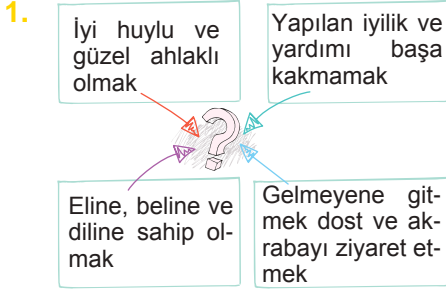 1.
İyi huylu ve
güzel ahlaklı
olmak
Yapılan iyilik ve
yardımı başa
kakmamak
?
Eline, beline ve
diline sahip ol-
mak
Gelmeyene git-
mek dost ve ak-
rabayı ziyaret et-
mek